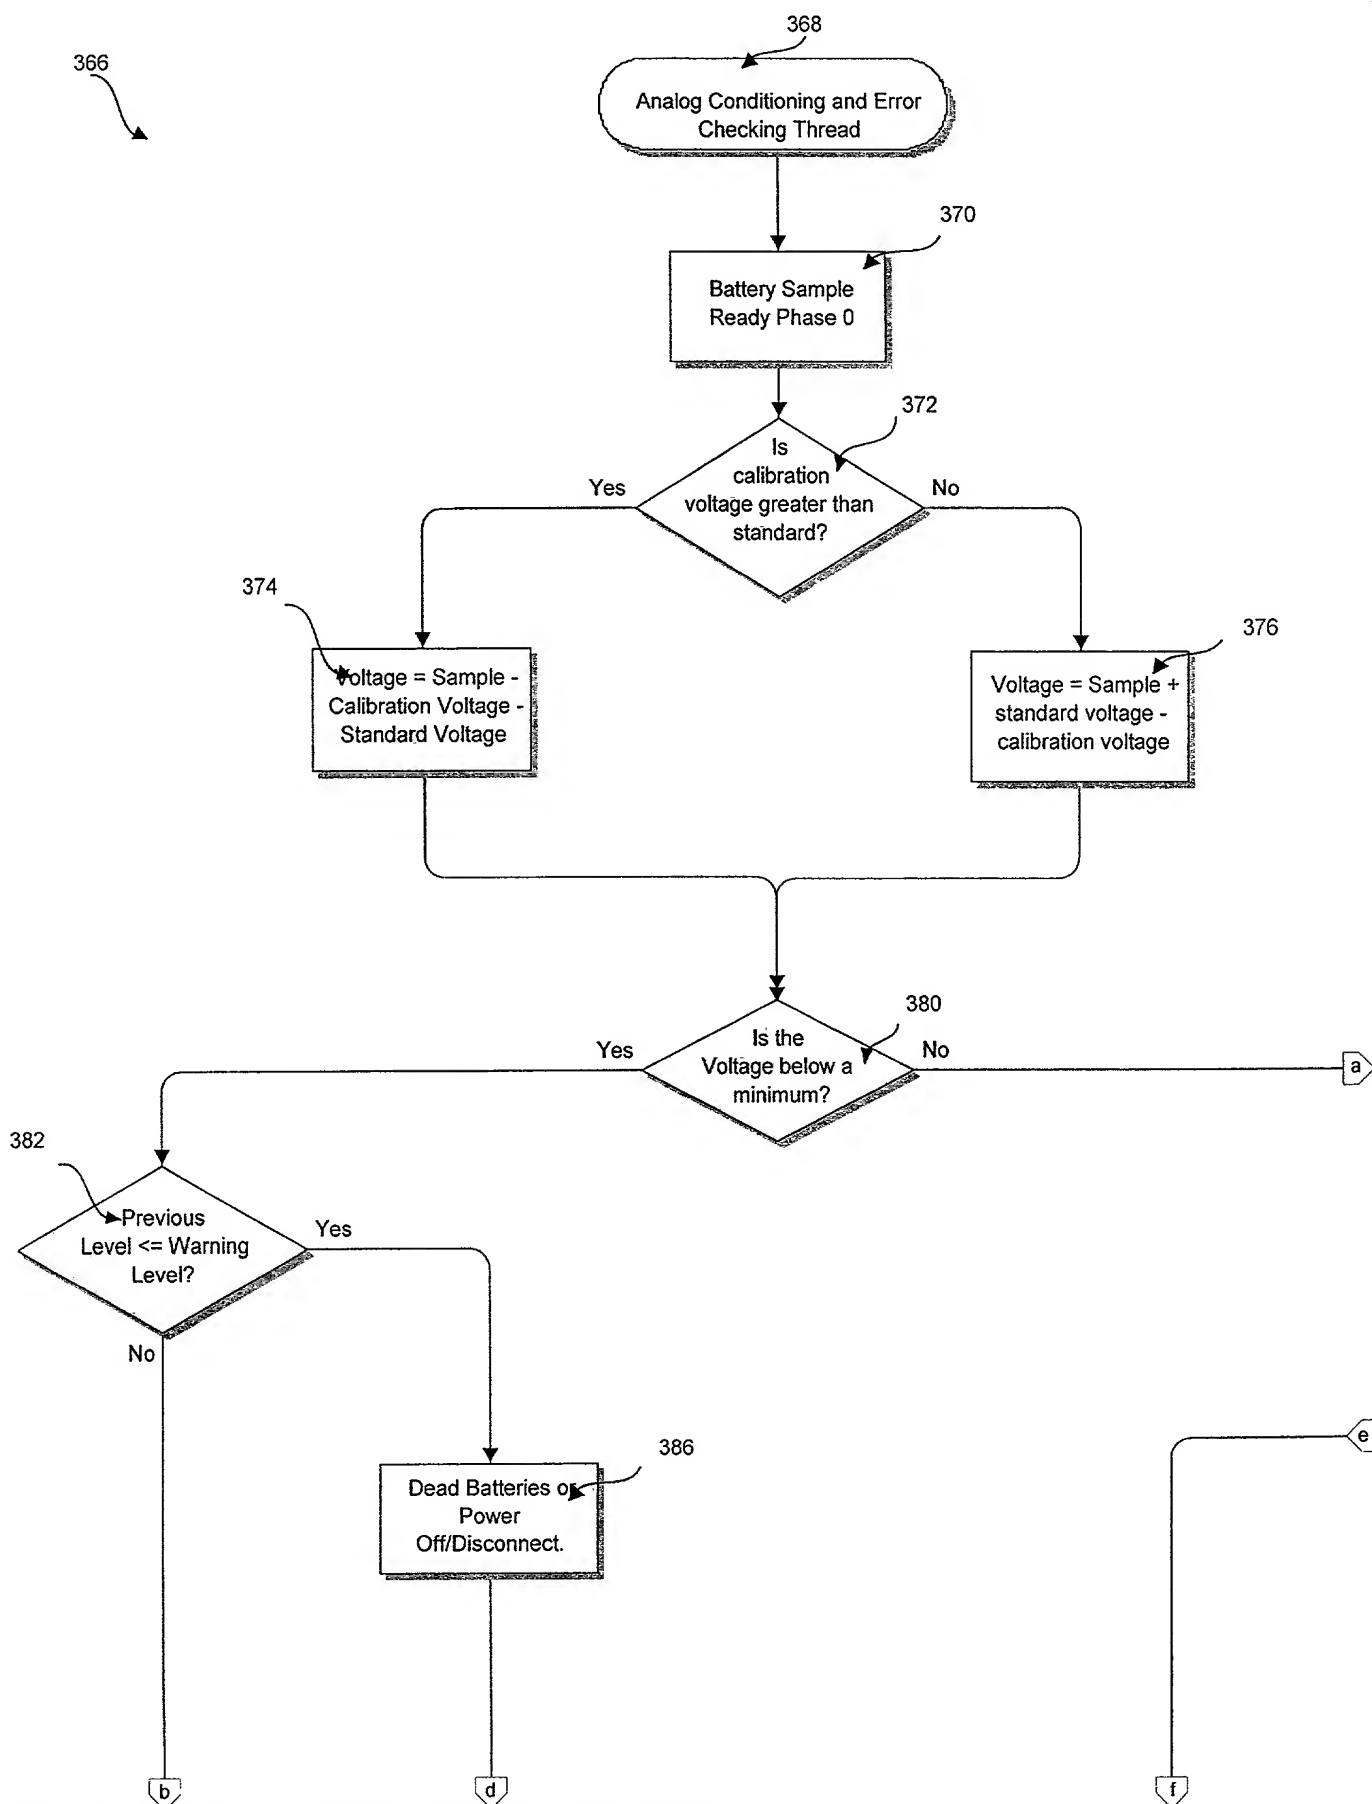 368
366
Analog Conditioning and Error
Checking Thread
370
Battery Sample
Ready Phase 0
372
Is
calibration
voltage greater than
standard?
Yes
No
374
376
Voltage = Sample -
Calibration Voltage -
Standard Voltage
Voltage = Sample +
standard voltage -
calibration voltage
380
Is the
Voltage below a
minimum?
Yes
No
a
382
Previous
Level <= Warning
Level?
Yes
No
386
e
Dead Batteries or
Power
Off/Disconnect.
b
d
f